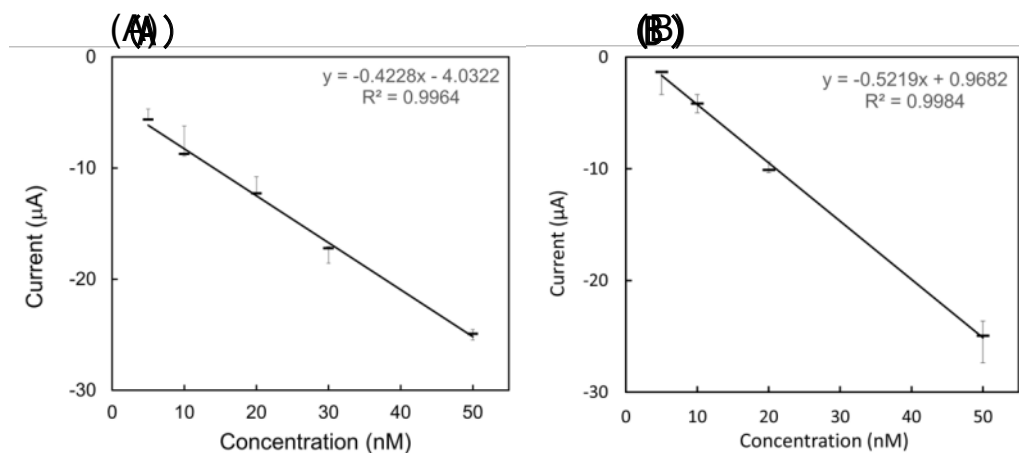 (A)
(B)
y = -0.4228x - 4.0322
R² = 0.9964
0
-10
-20
-30
Current (μA)
0 10 20 30 40 50
Concentration (nM)
y = -0.5219x + 0.9682
R² = 0.9984
0
-10
-20
-30
Current (μA)
0 10 20 30 40 50
Concentration (nM)